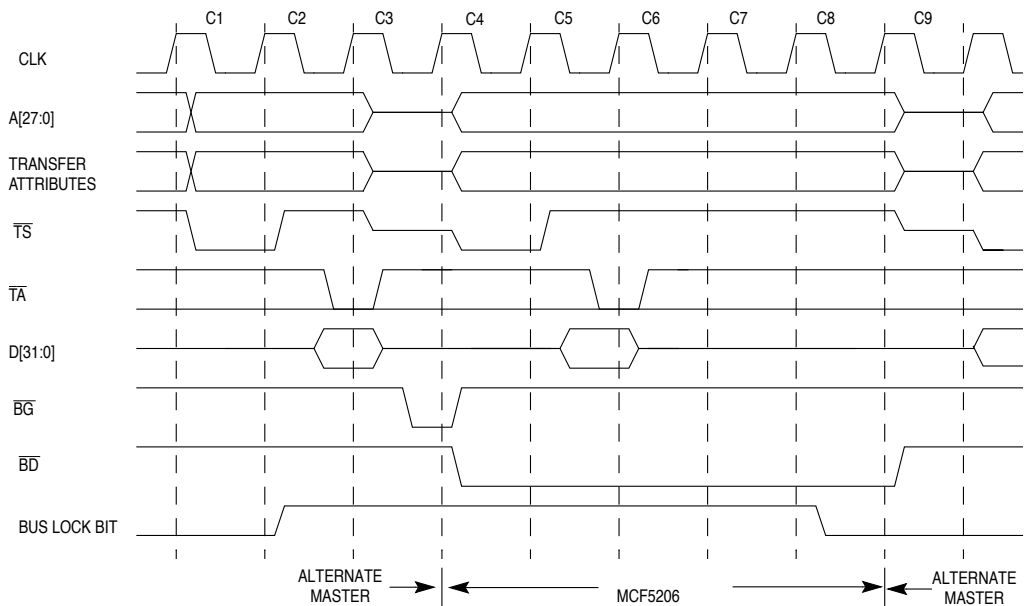 C1 C2 C3 C4 C5 C6 C7 C8 C9
CLK
A[27:0]
TRANSFER
ATTRIBUTES
TS
TA
D[31:0]
BG
BD
BUS LOCK BIT
ALTERNATE
MASTER
MCF5206
ALTERNATE
MASTER